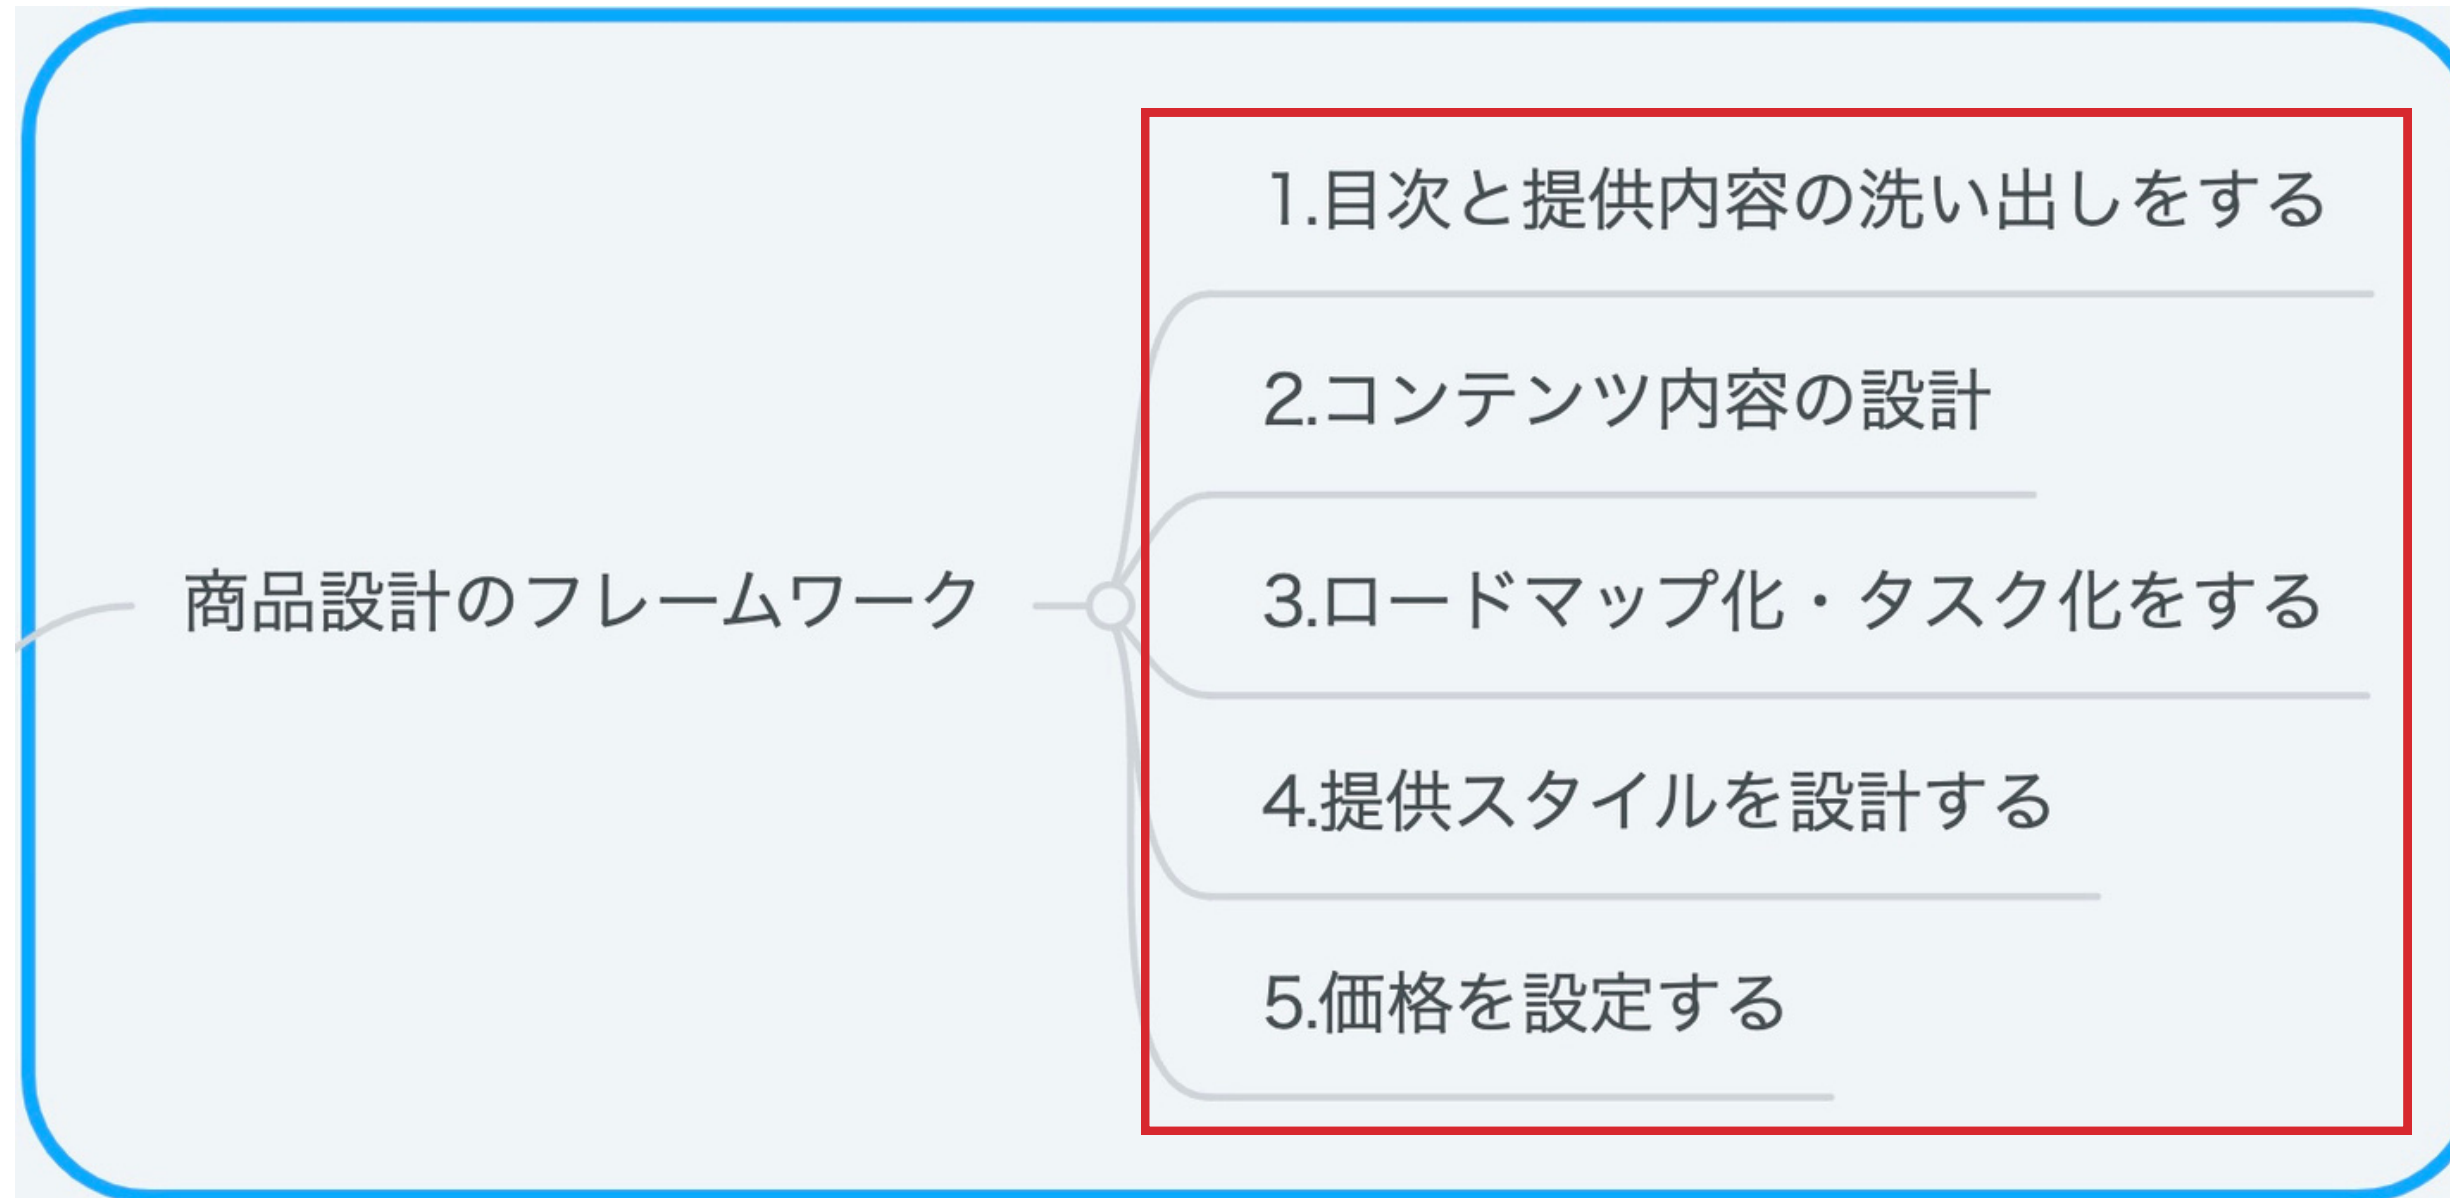 商品設計のフレームワーク
1.目次と提供内容の洗い出しをする
2.コンテンツ内容の設計
3.ロードマップ化・タスク化をする
4.提供スタイルを設計する
5.価格を設定する